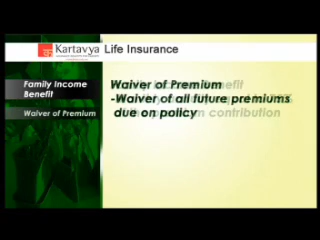 Kartavya Life Insurance
Family Income
Benefit
Waiver of Premium
Waiver of Premium
-Waiver of all future premiums
due on policy
contribution